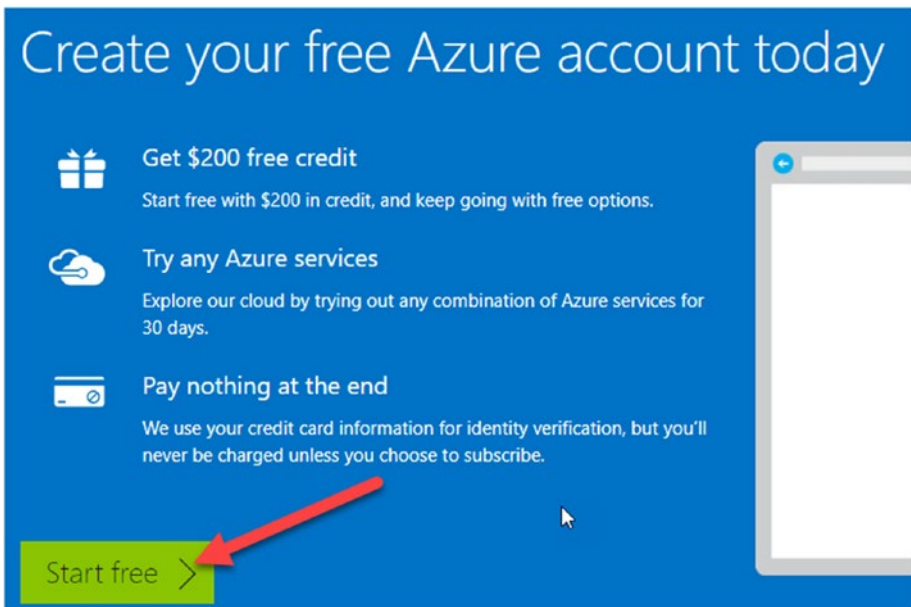 Create your free Azure account today
Get $200 free credit
Start free with $200 in credit, and keep going with free options.
Try any Azure services
Explore our cloud by trying out any combination of Azure services for
30 days.
Pay nothing at the end
We use your credit card information for identity verification, but you'll
never be charged unless you choose to subscribe.
Start free